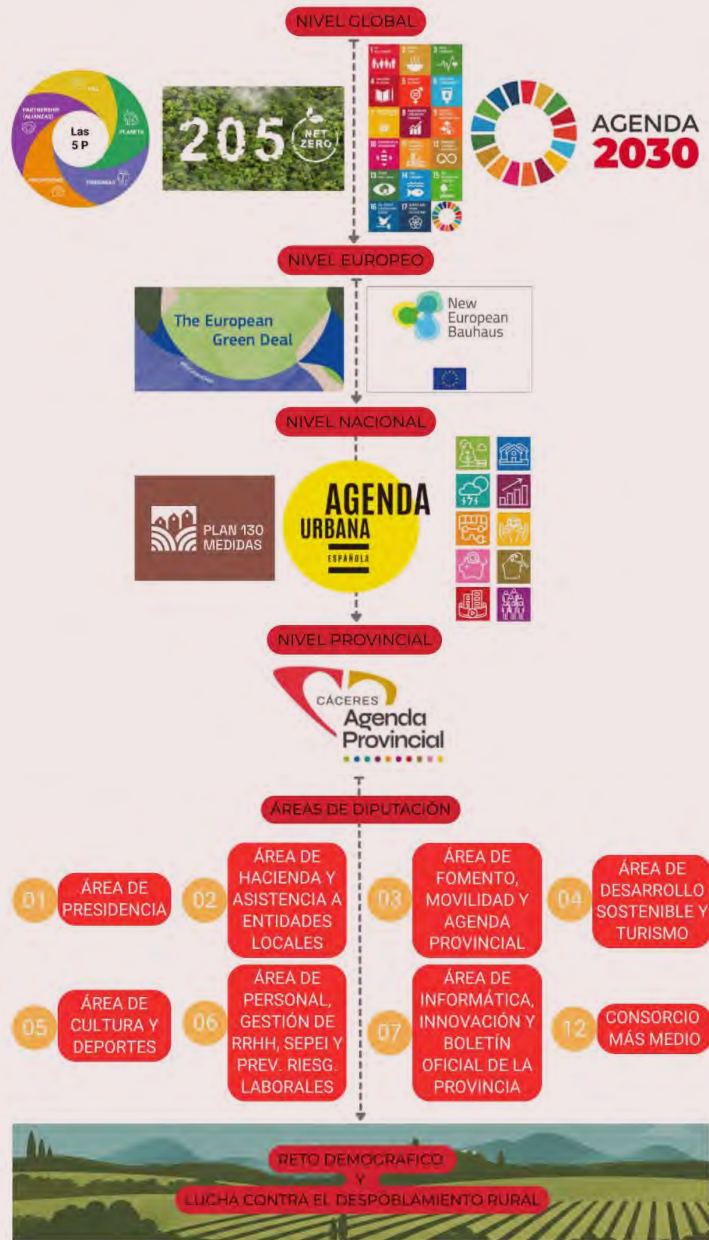 NIVEL GLOBAL
PARTNERSHIP
(ALIANZAS)
PLANETA
Las
5 P
205
NET
ZERO
AGENDA
2030
NIVEL EUROPEO
The European
Green Deal
New
European
Bauhaus
NIVEL NACIONAL
PLAN 130
MEDIDAS
AGENDA
URBANA
ESPAÑOLA
NIVEL PROVINCIAL
CÁCERES
Agenda
Provincial
ÁREAS DE DIPUTACIÓN
01
ÁREA DE
PRESIDENCIA
02
ÁREA DE
HACIENDA Y
ASISTENCIA A
ENTIDADES
LOCALES
03
ÁREA DE
FOMENTO,
MOVILIDAD Y
AGENDA
PROVINCIAL
04
ÁREA DE
DESARROLLO
SOSTENIBLE Y
TURISMO
05
ÁREA DE
CULTURA Y
DEPORTES
06
ÁREA DE
PERSONAL,
GESTIÓN DE
RRHH, SEPEI Y
PREV. RIESG.
LABORALES
07
ÁREA DE
INFORMÁTICA,
INNOVACIÓN Y
BOLETÍN
OFICIAL DE LA
PROVINCIA
12
CONSORCIO
MÁS MEDIO
RETO DEMOGRAFICO
Y
LUCHA CONTRA EL DESPOBLAMIENTO RURAL